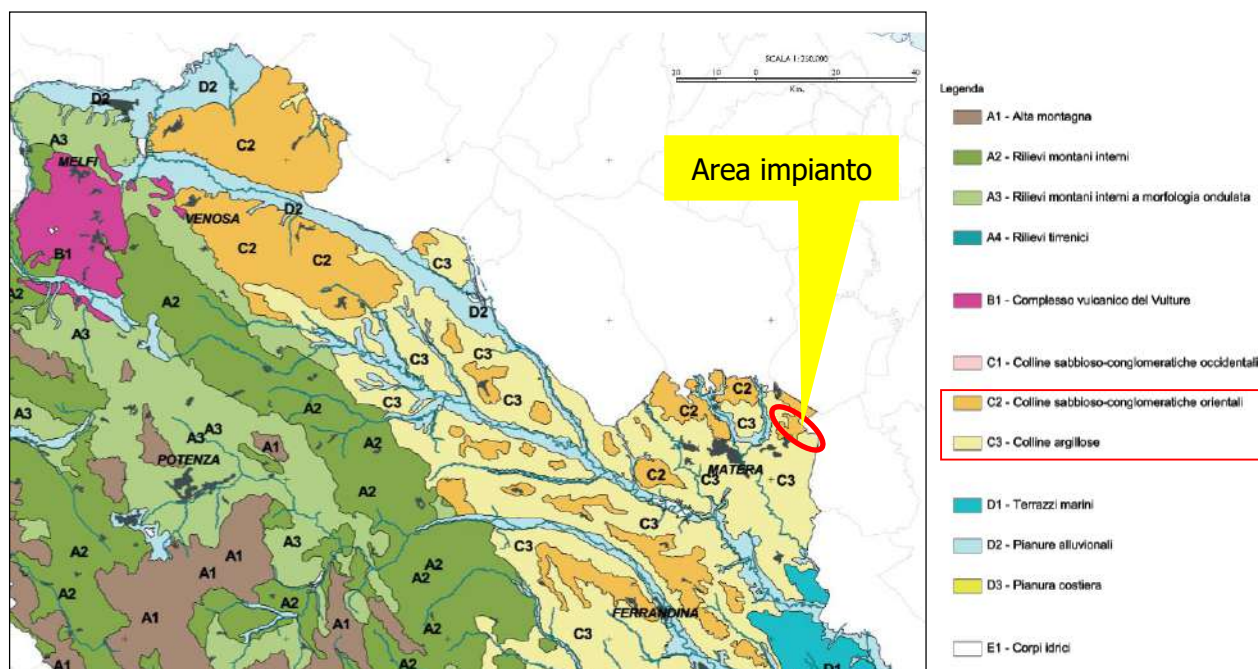 SCALA 1:250.000
20 10 0 20 40
Km.
Area impianto
D2
D2
A3
MELFI
C2
VENOSA
D2
C2
C2
C3
B1
A2
A2
D2
A3
C3
C3
C3
C3
A2
C2
C2
C3
A3
A3
A3
A1
POTENZA
A2
C2
MATERA
C3
C3
A2
C3
A1
A3
A2
A2
C3
A2
A1
A2
A1
A1
A2
C3
FERRANDINA
A1
A2
D1
Legenda
A1 - Alta montagna
A2 - Rilievi montani interni
A3 - Rilievi montani interni a morfologia ondulata
A4 - Rilievi tirrenici
B1 - Complesso vulcanico del Vulture
C1 - Colline sabbioso-conglomeratiche occidentali
C2 - Colline sabbioso-conglomeratiche orientali
C3 - Colline argillose
D1 - Terrazzi marini
D2 - Pianure alluvionali
D3 - Pianura costiera
E1 - Corpi idrici